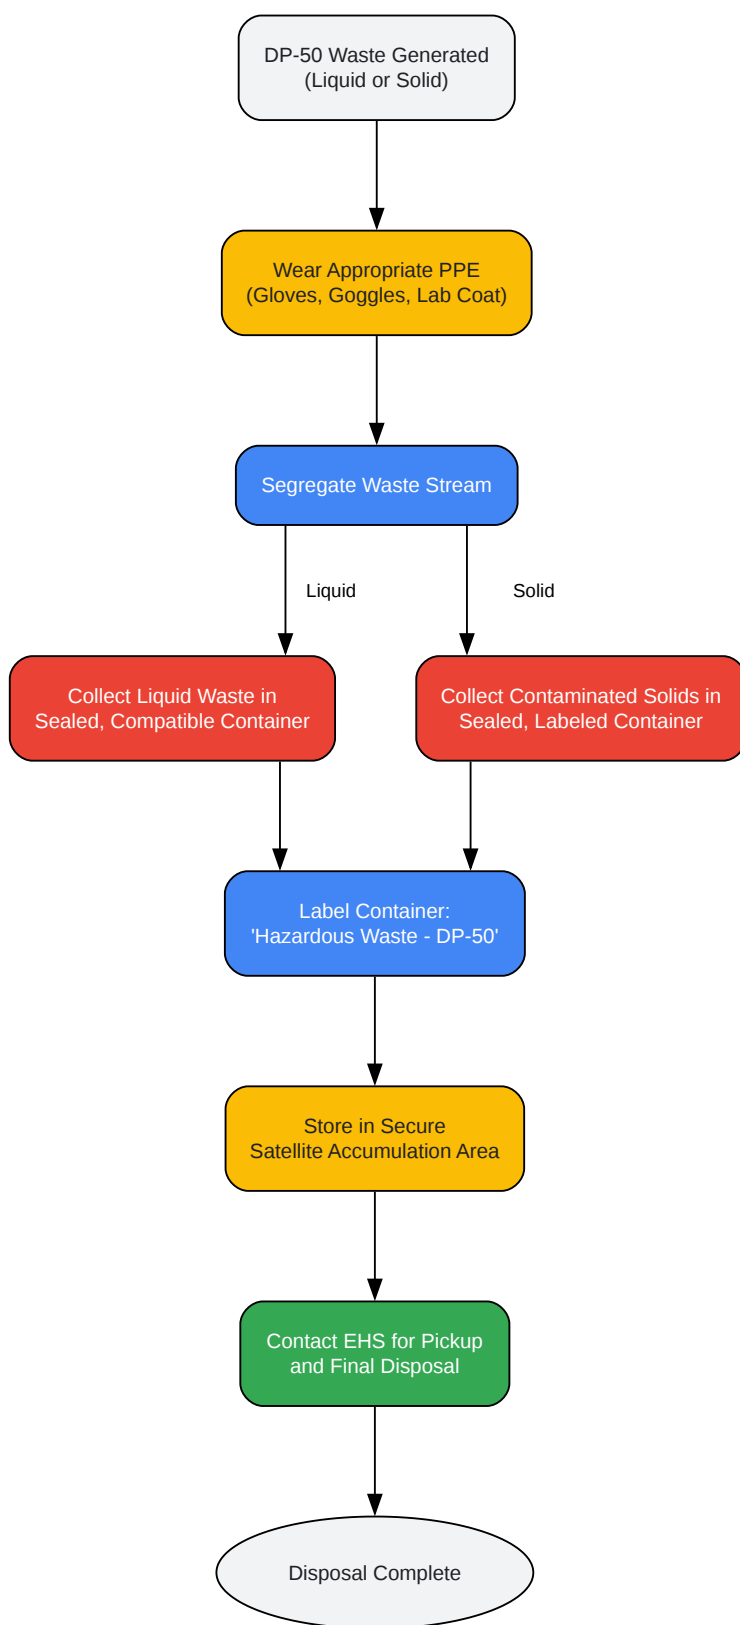 DP-50 Waste Generated
(Liquid or Solid)
Wear Appropriate PPE
(Gloves, Goggles, Lab Coat)
Segregate Waste Stream
Liquid
Solid
Collect Liquid Waste in
Sealed, Compatible Container
Collect Contaminated Solids in
Sealed, Labeled Container
Label Container:
'Hazardous Waste - DP-50'
Store in Secure
Satellite Accumulation Area
Contact EHS for Pickup
and Final Disposal
Disposal Complete